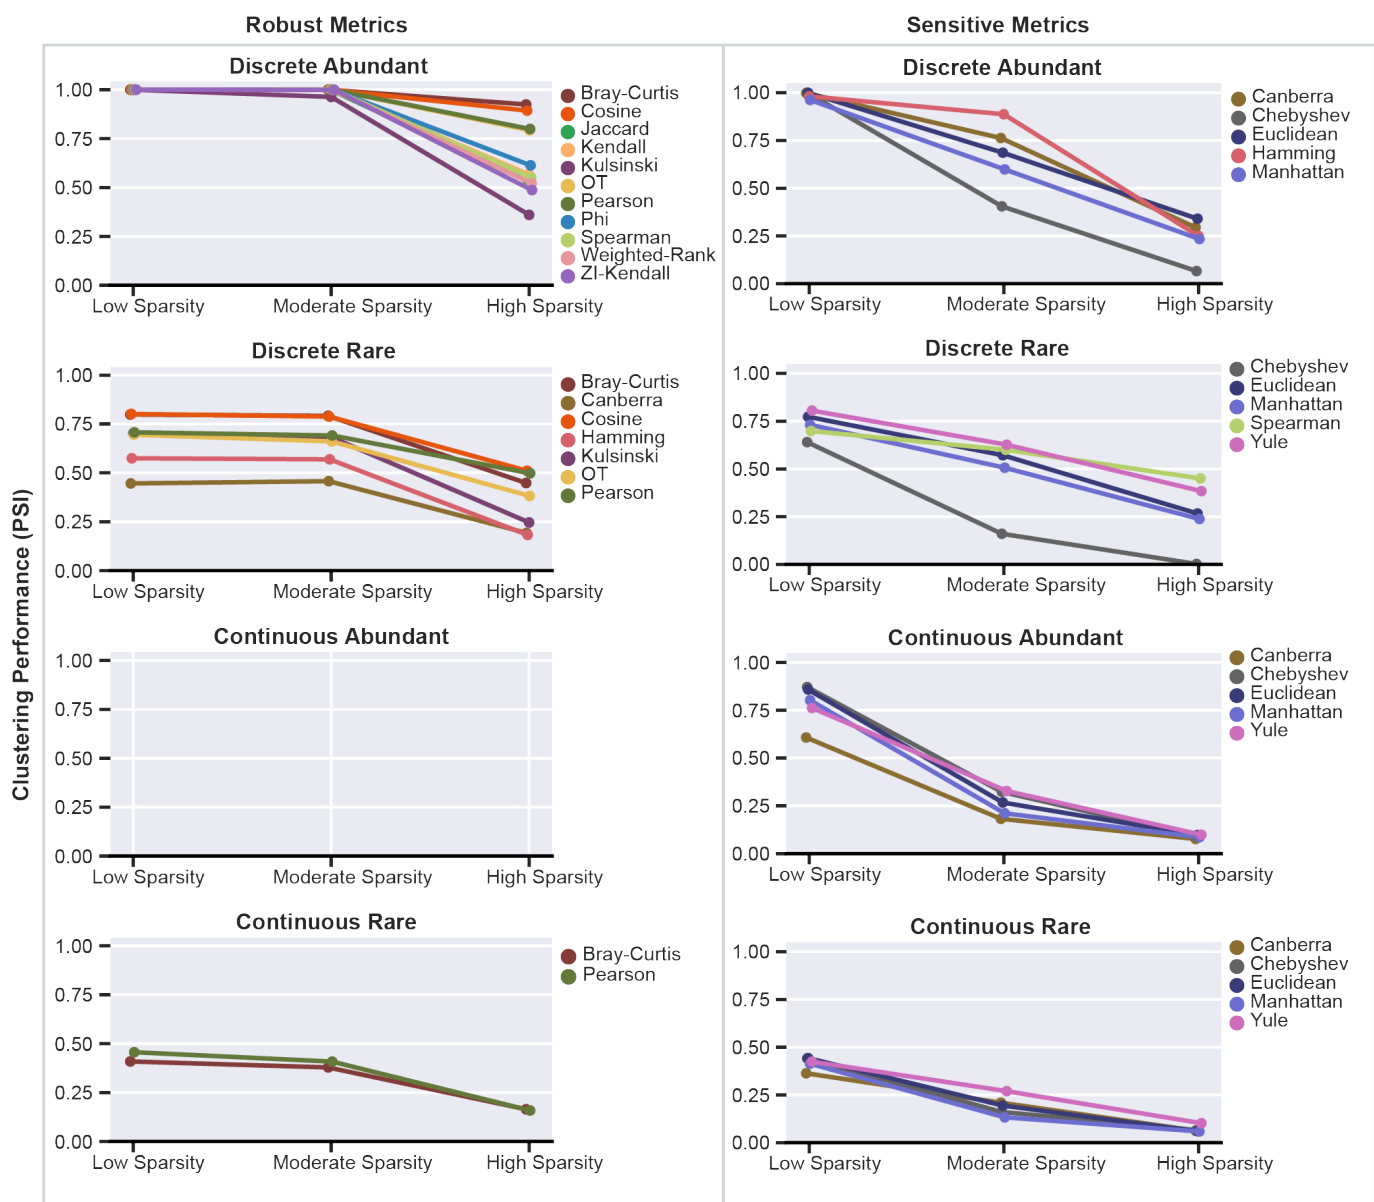 Robust Metrics
Sensitive Metrics
Clustering Performance (PSI)
Discrete Abundant
1.00
0.75
0.50
0.25
0.00
Low Sparsity
Moderate Sparsity
High Sparsity
Bray-Curtis
Cosine
Jaccard
Kendall
Kulsinski
OT
Pearson
Phi
Spearman
Weighted-Rank
ZI-Kendall
Discrete Abundant
1.00
0.75
0.50
0.25
0.00
Low Sparsity
Moderate Sparsity
High Sparsity
Canberra
Chebyshev
Euclidean
Hamming
Manhattan
Discrete Rare
1.00
0.75
0.50
0.25
0.00
Low Sparsity
Moderate Sparsity
High Sparsity
Bray-Curtis
Canberra
Cosine
Hamming
Kulsinski
OT
Pearson
Discrete Rare
1.00
0.75
0.50
0.25
0.00
Low Sparsity
Moderate Sparsity
High Sparsity
Chebyshev
Euclidean
Manhattan
Spearman
Yule
Continuous Abundant
1.00
0.75
0.50
0.25
0.00
Low Sparsity
Moderate Sparsity
High Sparsity
Continuous Abundant
1.00
0.75
0.50
0.25
0.00
Low Sparsity
Moderate Sparsity
High Sparsity
Canberra
Chebyshev
Euclidean
Manhattan
Yule
Continuous Rare
1.00
0.75
0.50
0.25
0.00
Low Sparsity
Moderate Sparsity
High Sparsity
Bray-Curtis
Pearson
Continuous Rare
1.00
0.75
0.50
0.25
0.00
Low Sparsity
Moderate Sparsity
High Sparsity
Canberra
Chebyshev
Euclidean
Manhattan
Yule